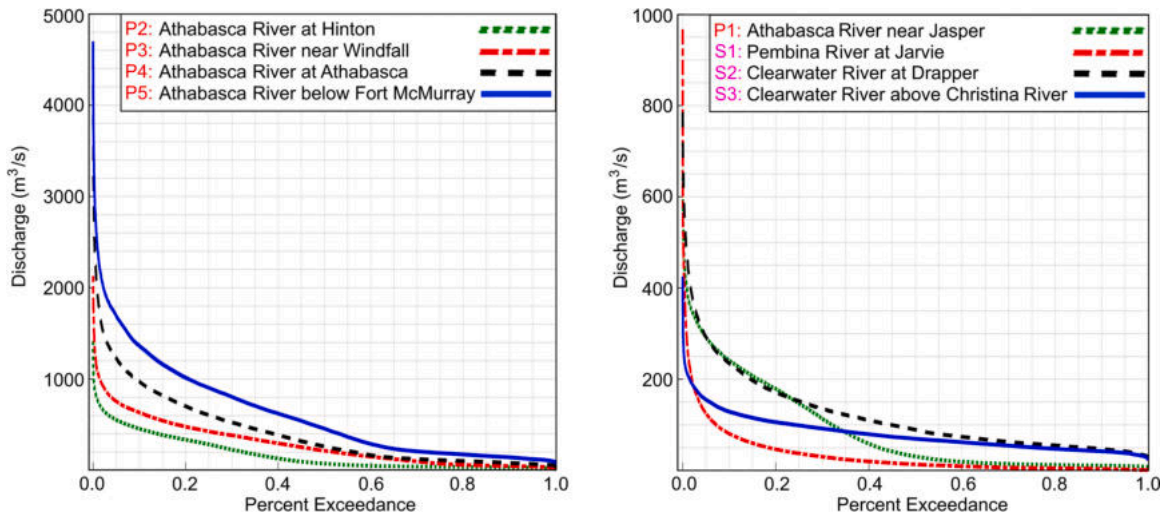 5000
4000
3000
2000
1000
Discharge (m³/s)
P2: Athabasca River at Hinton
P3: Athabasca River near Windfall
P4: Athabasca River at Athabasca
P5: Athabasca River below Fort McMurray
0.0 0.2 0.4 0.6 0.8 1.0
Percent Exceedance
1000
800
600
400
200
Discharge (m³/s)
P1: Athabasca River near Jasper
S1: Pembina River at Jarvie
S2: Clearwater River at Drapper
S3: Clearwater River above Christina River
0.0 0.2 0.4 0.6 0.8 1.0
Percent Exceedance